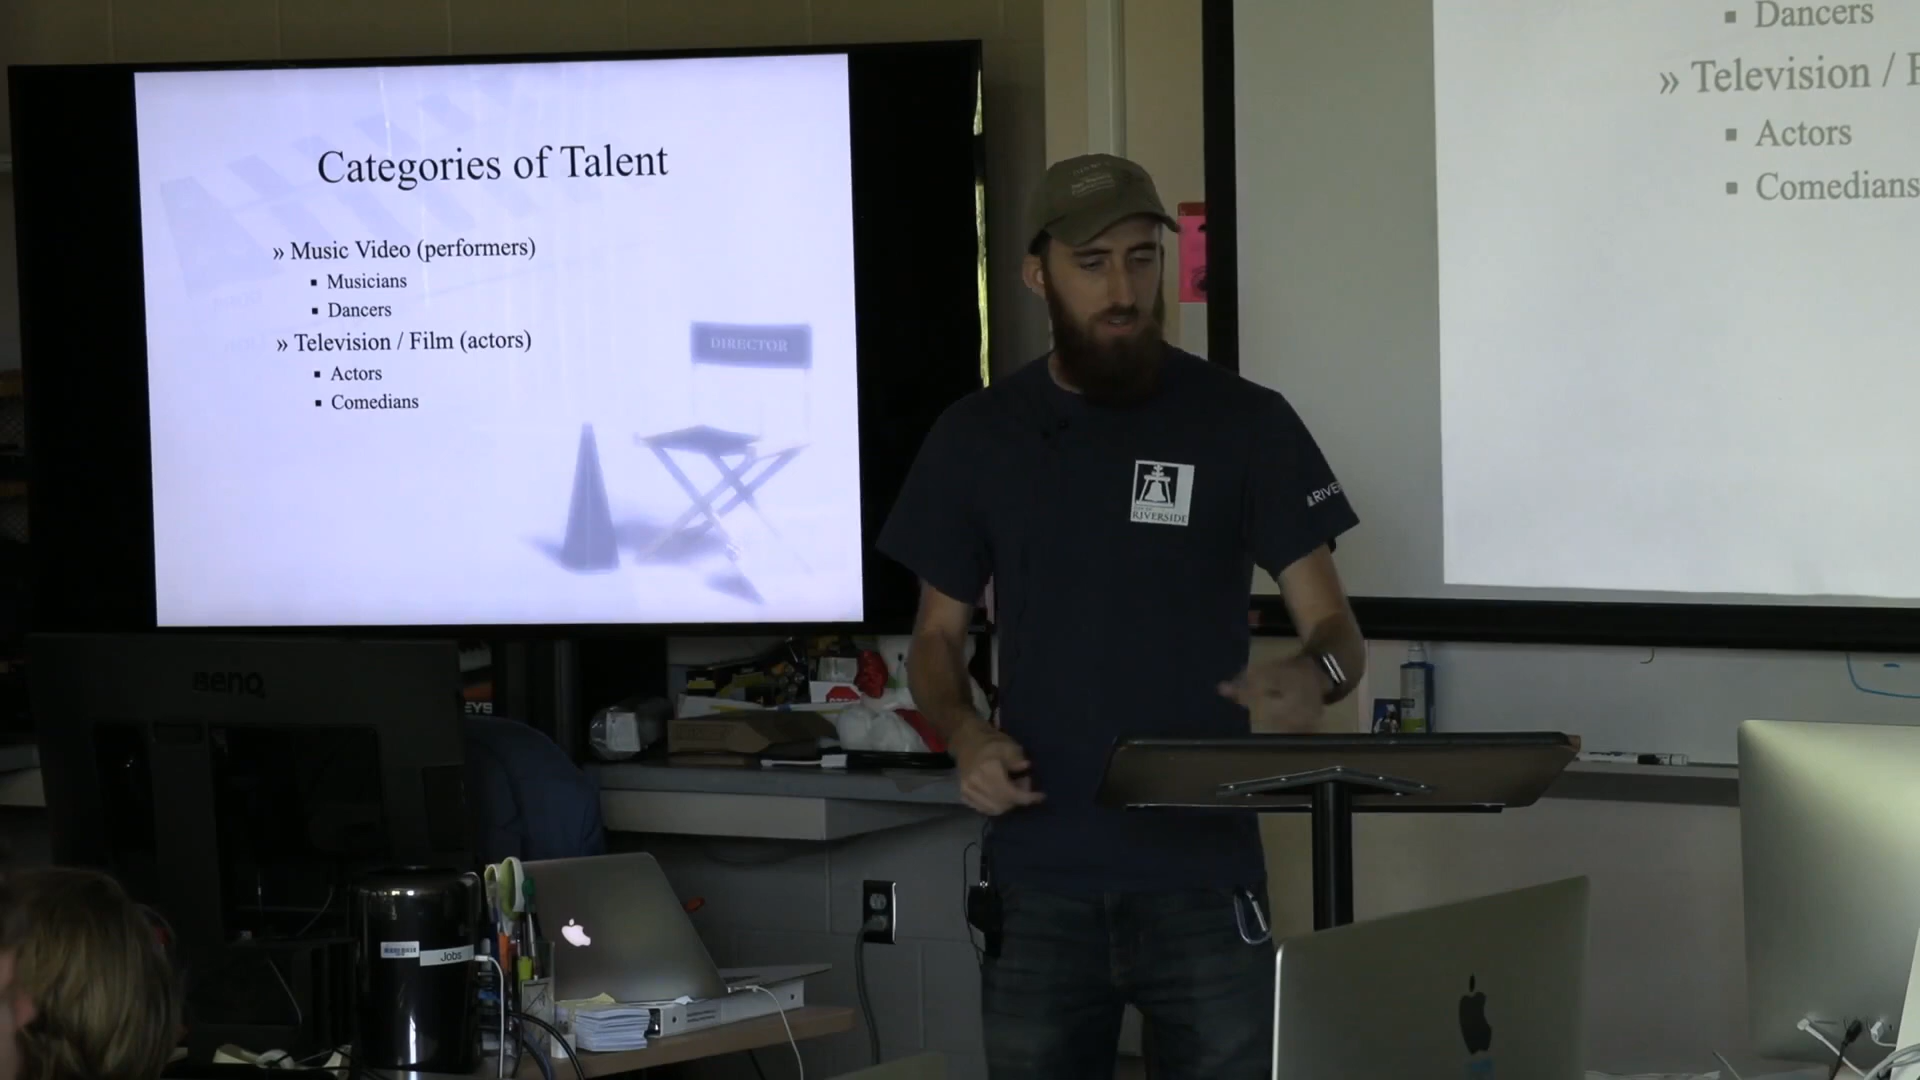 Categories of Talent
» Music Video (performers)
▪ Musicians
▪ Dancers
» Television / Film (actors)
▪ Actors
▪ Comedians
DIRECTOR
▪ Dancers
» Television /
▪ Actors
▪ Comedians
RIVERSIDE
BenQ
Jobs